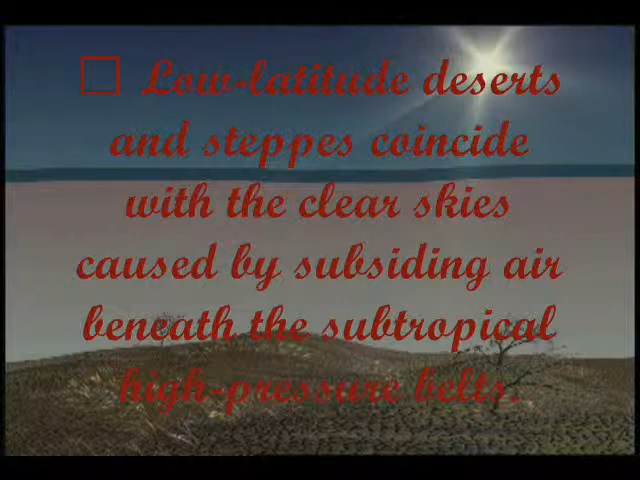 □ Low-latitude deserts
and steppes coincide
with the clear skies
caused by subsiding air
beneath the subtropical
high-pressure belts.